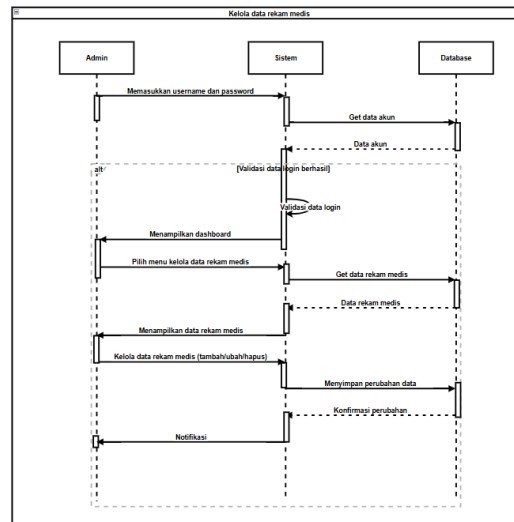 Kelola data rekam medis
Admin
Sistem
Database
Memasukkan username dan password
Get data akun
Data akun
alt
[Validasi data login berhasil]
Validasi data login
Menampilkan dashboard
Pilih menu kelola data rekam medis
Get data rekam medis
Data rekam medis
Menampilkan data rekam medis
Kelola data rekam medis (tambah/ubah/hapus)
Menyimpan perubahan data
Konfirmasi perubahan
Notifikasi